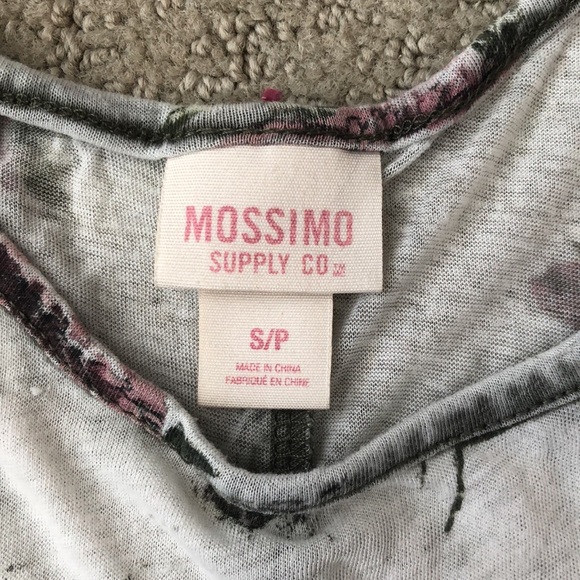 MOSSIMO
SUPPLY CO
S/P
MADE IN CHINA
FABRIQUÉ EN CHINE